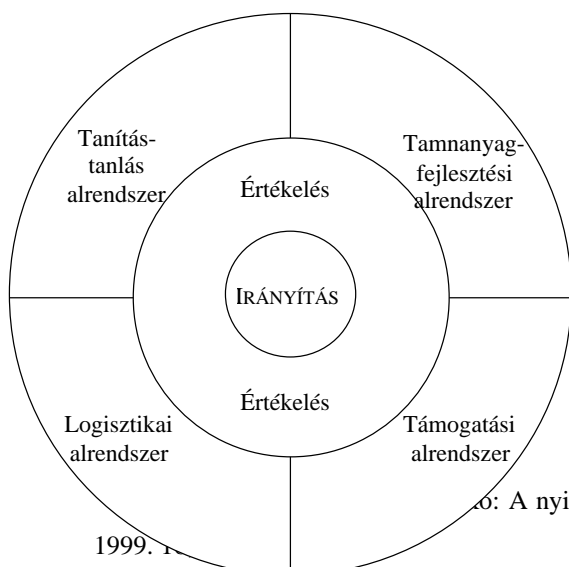 Tanítás-
tanlás
alrendszer
Tamnanyag-
fejlesztési
alrendszer
Értékelés
IRÁNYÍTÁS
Értékelés
Logisztikai
alrendszer
Támogatási
alrendszer
A nyi
1999.